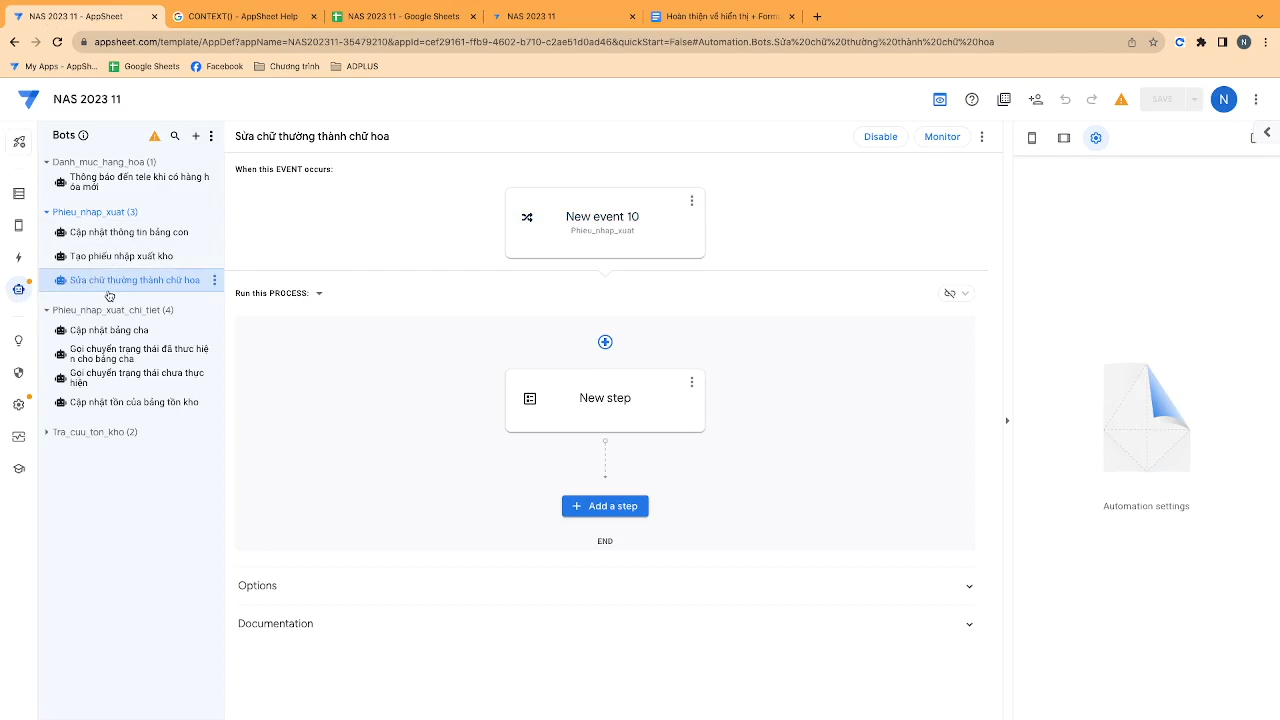 NAS 2023 11 - AppSheet
CONTEXT() - AppSheet Help
NAS 2023 11 - Google Sheets
NAS 2023 11
Hoàn thiện về hiển thị + Formu
appsheet.com/template/AppDef?appName=NAS202311-35479210&appId=cef29161-ffb9-4602-b710-c2ae51d0ad46&quickStart=False#Automation.Bots.Sửa%20chữ%20thường%20thành%20chữ%20hoa
N
My Apps - AppSh...
Google Sheets
Facebook
Chương trình
ADPLUS
NAS 2023 11
SAVE
N
Bots
Danh_muc_hang_hoa (1)
Thông báo đến tele khi có hàng h
óa mới
Phieu_nhap_xuat (3)
Cập nhật thông tin bảng con
Tạo phiếu nhập xuất kho
Sửa chữ thường thành chữ hoa
Phieu_nhap_xuat_chi_tiet (4)
Cập nhật bảng cha
Gọi chuyển trạng thái đã thực hiệ
n cho bảng cha
Gọi chuyển trạng thái chưa thực
hiện
Cập nhật tồn của bảng tồn kho
Tra_cuu_ton_kho (2)
Sửa chữ thường thành chữ hoa
Disable
Monitor
When this EVENT occurs:
New event 10
Phieu_nhap_xuat
Run this PROCESS:
New step
+ Add a step
END
Options
Documentation
Automation settings